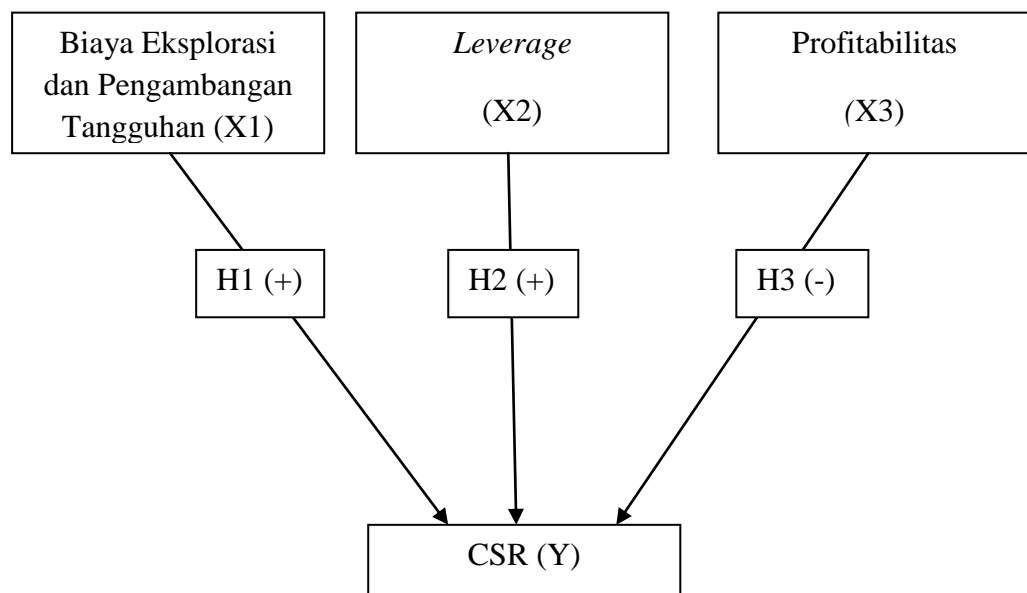 Biaya Eksplorasi
dan Pengambangan
Tangguhan (X1)
Leverage
(X2)
Profitabilitas
(X3)
H1 (+)
H2 (+)
H3 (-)
CSR (Y)